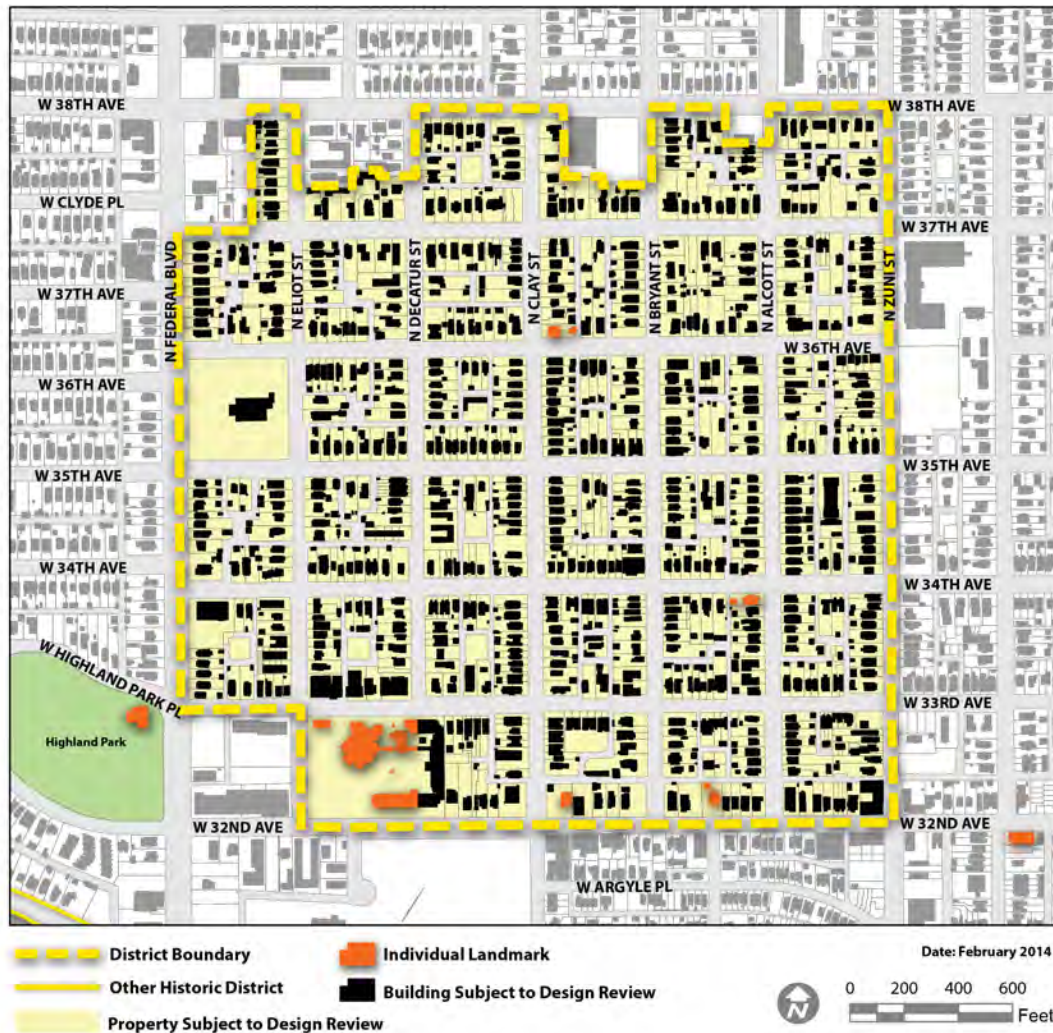 W 38TH AVE
W 38TH AVE
W CLYDE PL
W 37TH AVE
N FEDERAL BLVD
N ELIOT ST
N DECATUR ST
N CLAY ST
N BRYANT ST
N ALCOTT ST
N ZUNI ST
W 37TH AVE
W 36TH AVE
W 36TH AVE
W 35TH AVE
W 35TH AVE
W 34TH AVE
W 34TH AVE
W HIGHLAND PARK PL
W 33RD AVE
Highland Park
W 32ND AVE
W 32ND AVE
W ARGYLE PL
District Boundary
Individual Landmark
Date: February 2014
Other Historic District
Building Subject to Design Review
Property Subject to Design Review
N
0 200 400 600
Feet